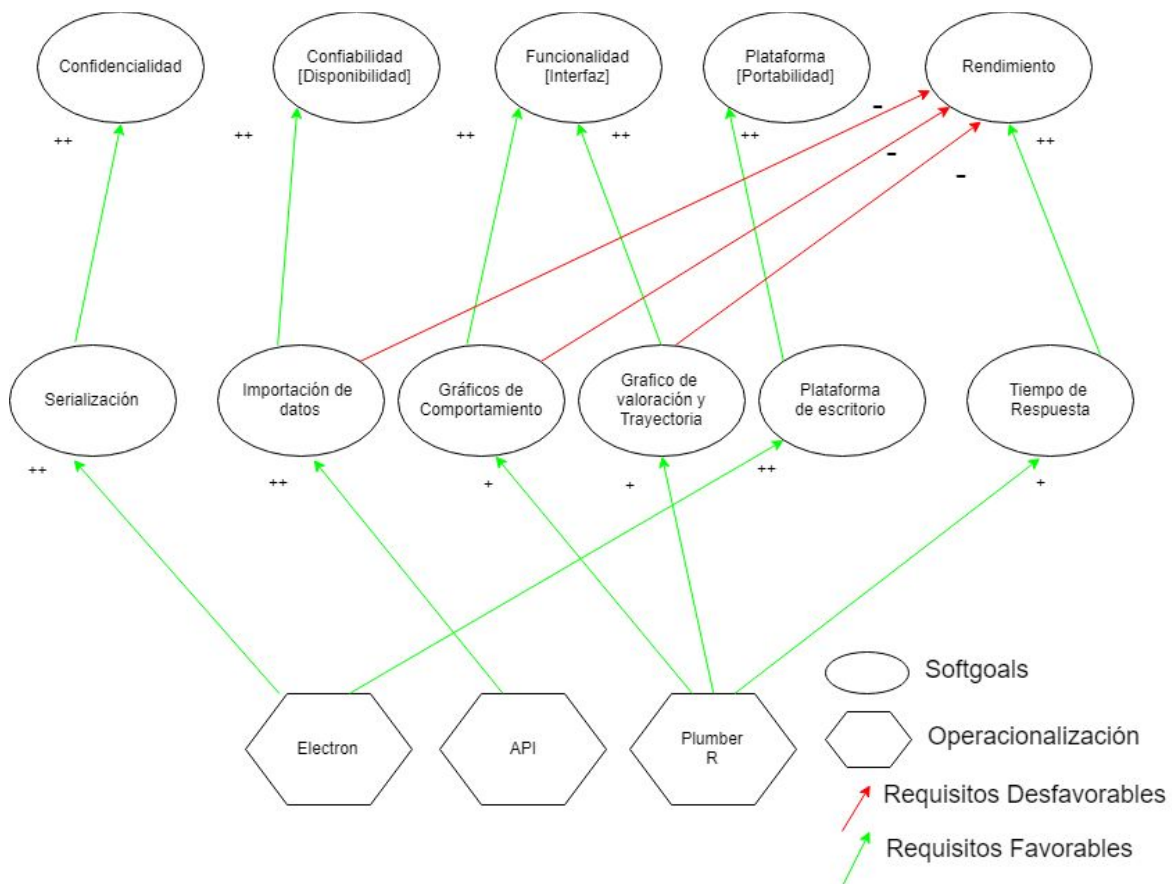 Confidencialidad
Confiabilidad
[Disponibilidad]
Funcionalidad
[Interfaz]
Plataforma
[Portabilidad]
Rendimiento
++
++
++
++
++
++
-
-
-
Serialización
Importación de
datos
Gráficos de
Comportamiento
Grafico de
valoración y
Trayectoria
Plataforma
de escritorio
Tiempo de
Respuesta
++
++
+
+
++
+
Electron
API
Plumber
R
Softgoals
Operacionalización
Requisitos Desfavorables
Requisitos Favorables